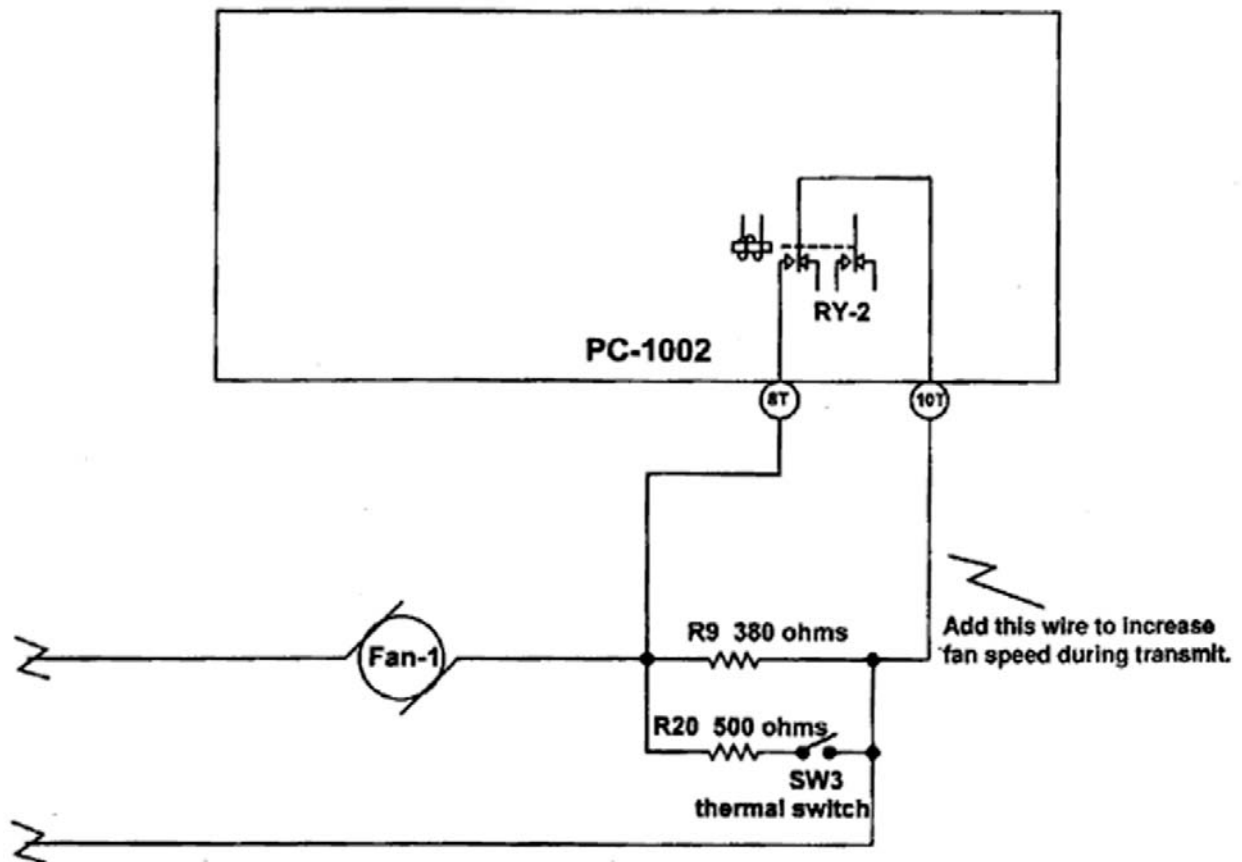 RY-2
PC-1002
8T
10T
Add this wire to increase
fan speed during transmit.
R9 380 ohms
Fan-1
R20 500 ohms
SW3
thermal switch